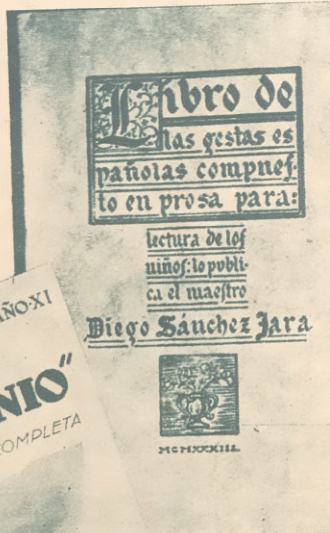 Libro de
las gestas es
pañolas compues-
to en prosa para:
lectura de los
niños: lo publi-
ca el maestro
Diego Sánchez Jara
MCMXXXIII.
AÑO-XI
NIO"
COMPLETA